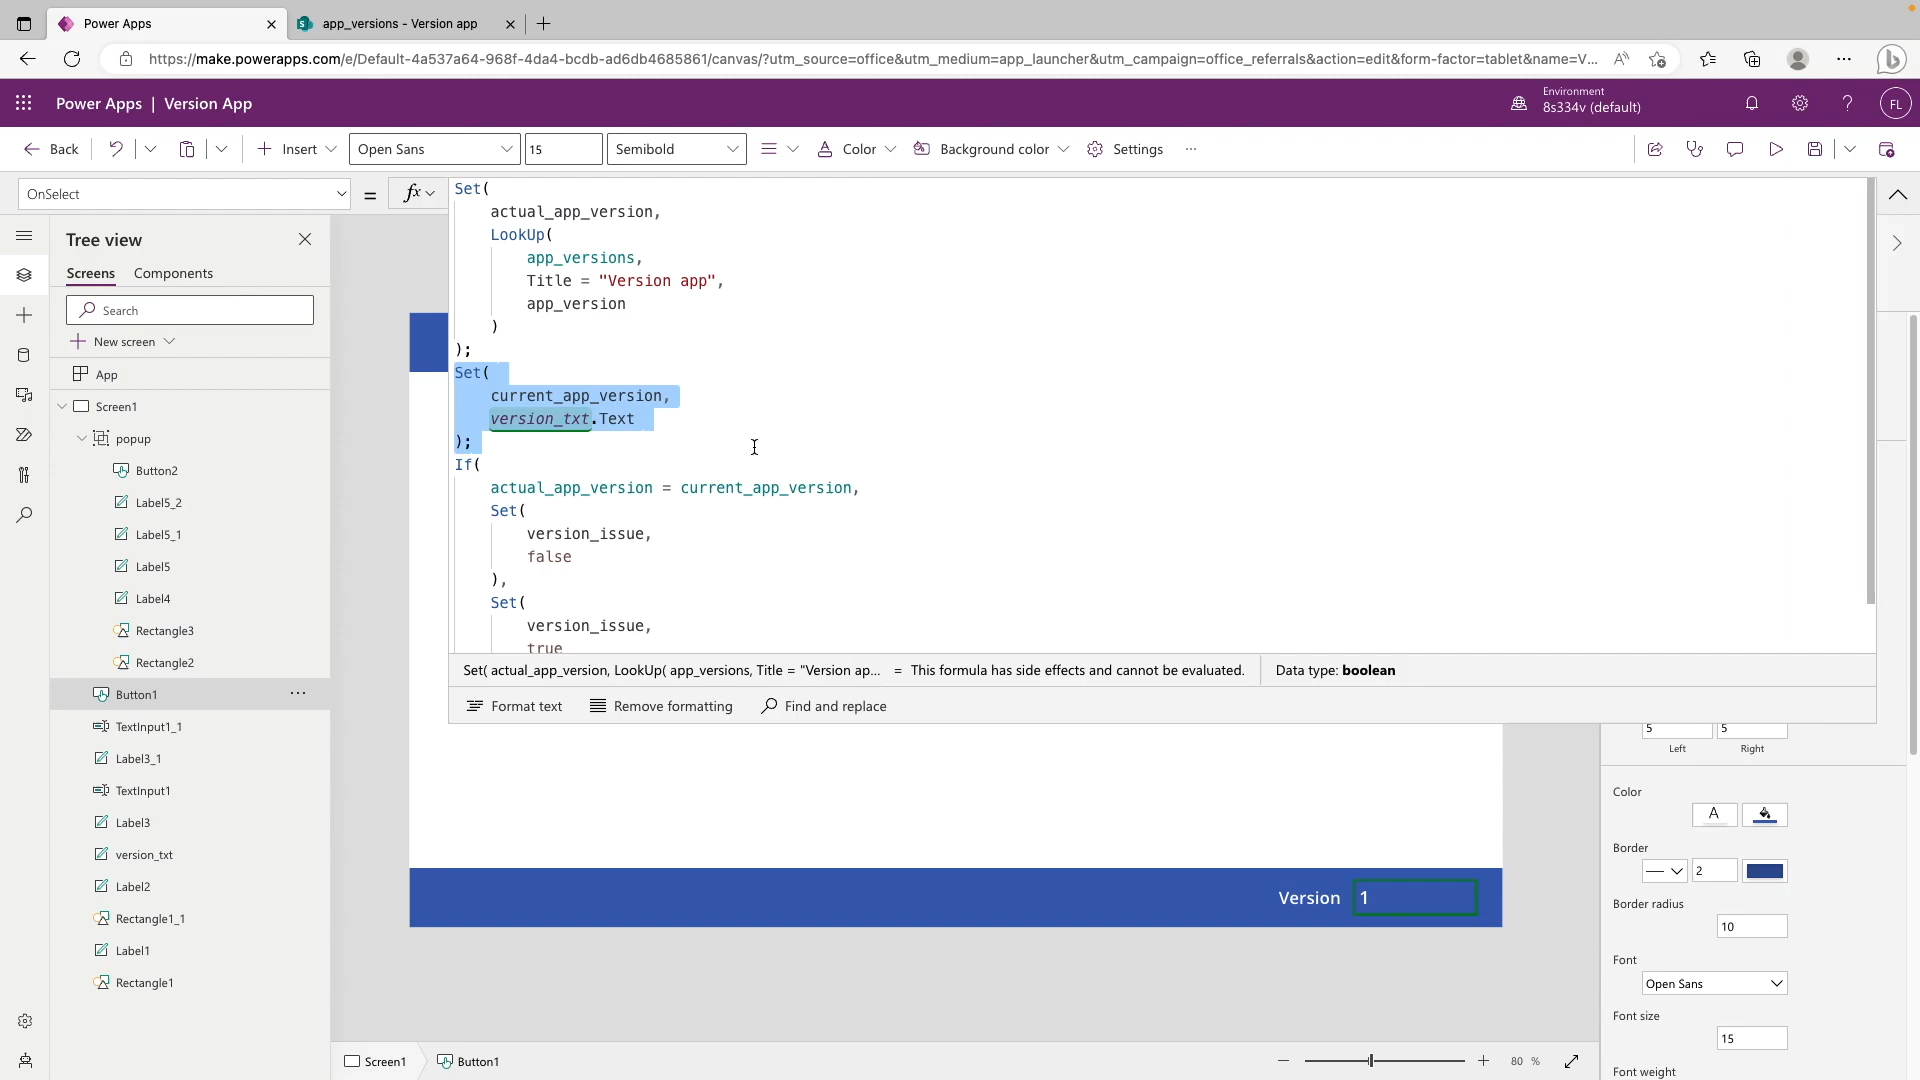 Power Apps
app_versions - Version app
https://make.powerapps.com/e/Default-4a537a64-968f-4da4-bcdb-ad6db4685861/canvas/?utm_source=office&utm_medium=app_launcher&utm_campaign=office_referrals&action=edit&form-factor=tablet&name=V...
Power Apps | Version App
Environment
8s334v (default)
FL
Back
Insert
Open Sans
15
Semibold
Color
Background color
Settings
OnSelect
=
fx
Tree view
Screens
Components
Search
New screen
App
Screen1
popup
Button2
Label5_2
Label5_1
Label5
Label4
Rectangle3
Rectangle2
Button1
TextInput1_1
Label3_1
TextInput1
Label3
version_txt
Label2
Rectangle1_1
Label1
Rectangle1
Set(
actual_app_version,
LookUp(
app_versions,
Title = "Version app",
app_version
)
);
Set(
current_app_version,
version_txt.Text
);
If(
actual_app_version = current_app_version,
Set(
version_issue,
false
),
Set(
version_issue,
true
Set( actual_app_version, LookUp( app_versions, Title = "Version ap... = This formula has side effects and cannot be evaluated.
Data type: boolean
Format text
Remove formatting
Find and replace
Version
1
5
5
Left
Right
Color
A
Border
2
Border radius
10
Font
Open Sans
Font size
15
Font weight
Screen1
Button1
80 %